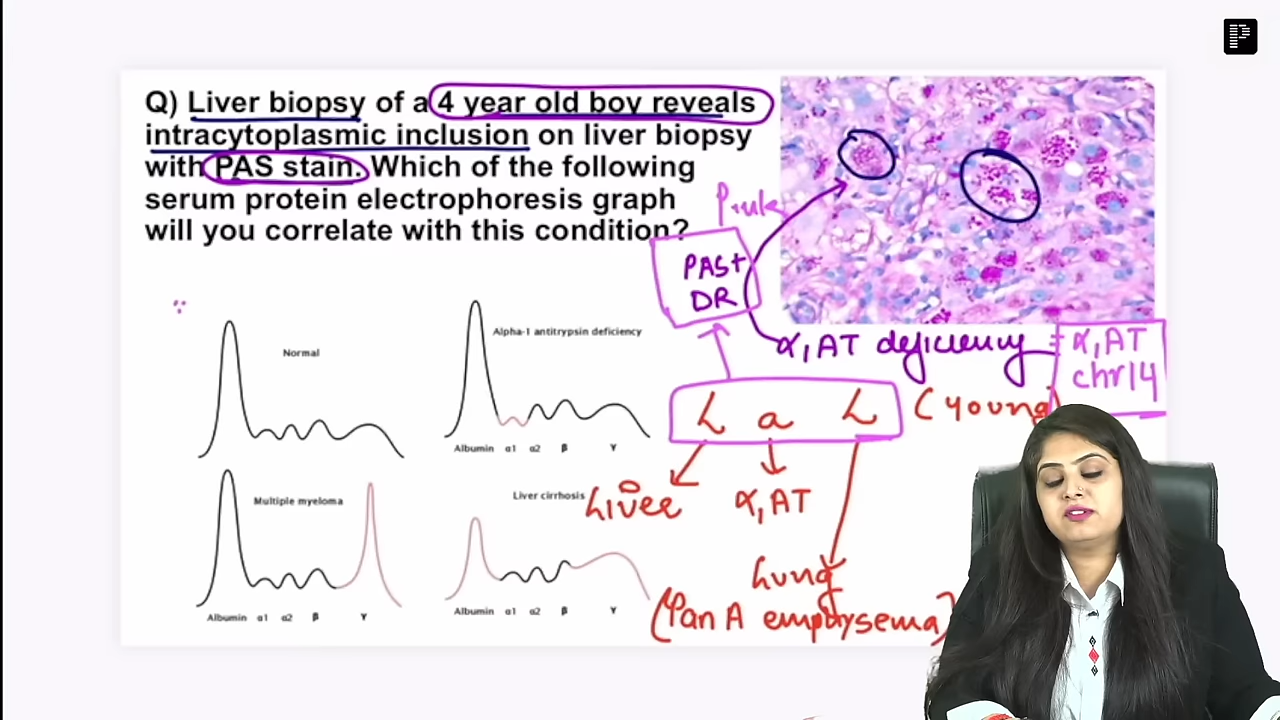 Q) Liver biopsy of a 4 year old boy reveals
intracytoplasmic inclusion on liver biopsy
with PAS stain. Which of the following
serum protein electrophoresis graph
will you correlate with this condition?
P
PAS+
DR
α1AT deficiency
α1AT
chr14
L a L (Young)
Liver α1AT
Lung
(Pan A emphysema)
Normal
Alpha-1 antitrypsin deficiency
Albumin α1 α2 β γ
Multiple myeloma
Albumin α1 α2 β γ
Liver cirrhosis
Albumin α1 α2 β γ